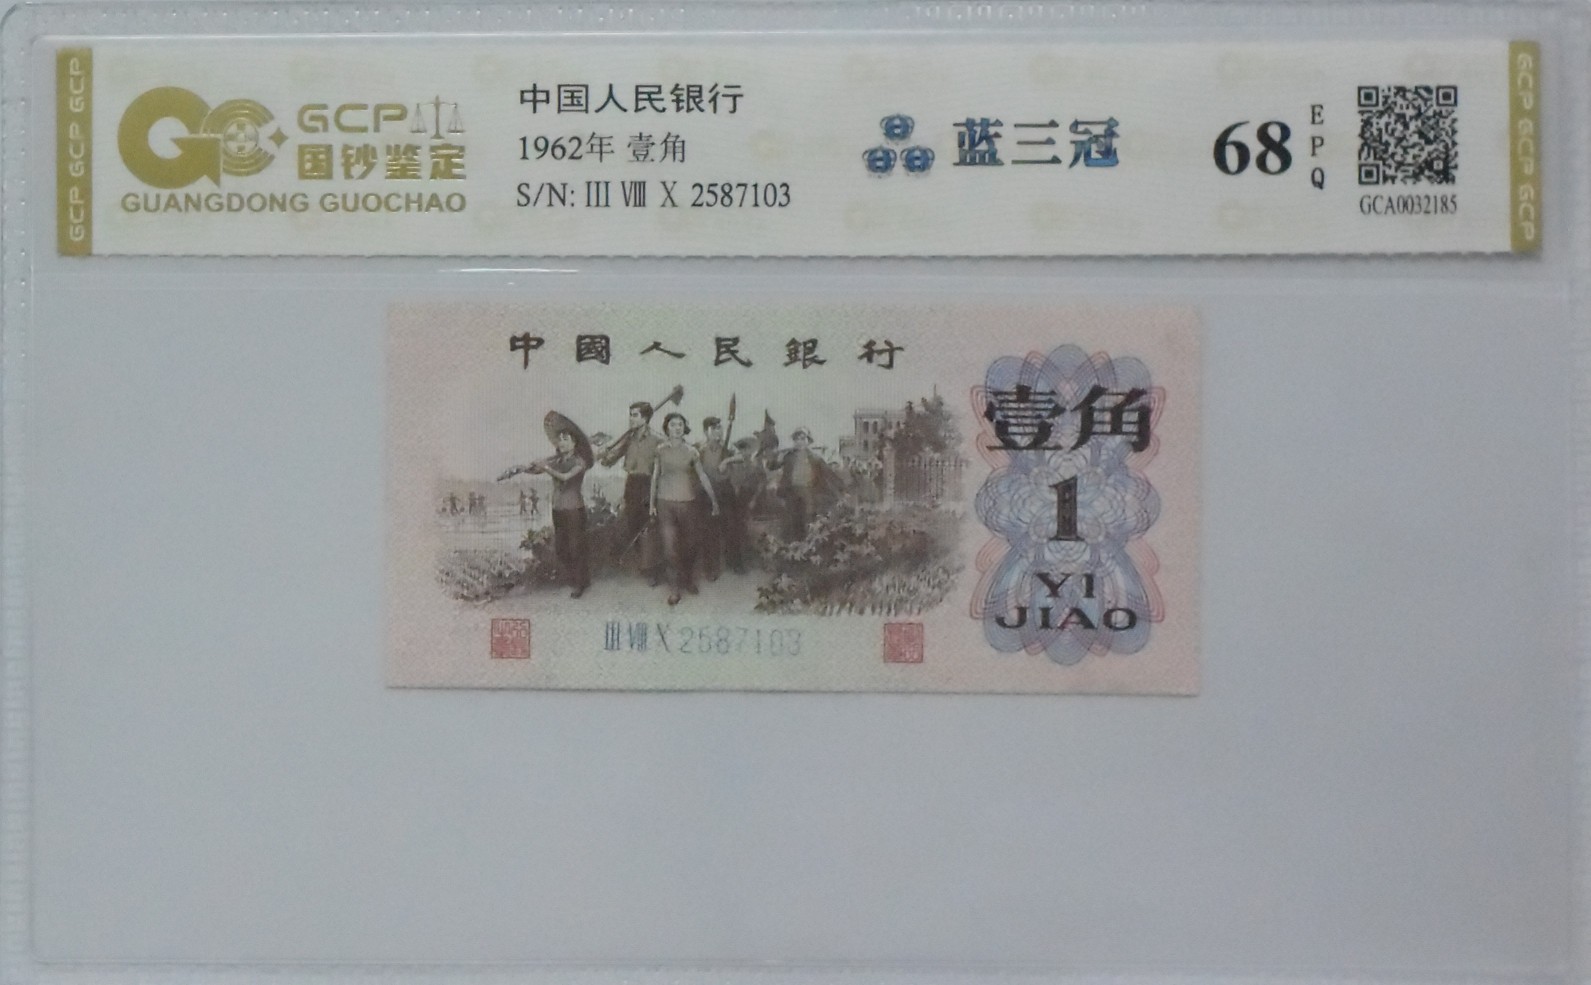 GCP GCP GCP
GCP
国钞鉴定
GUANGDONG GUOCHAO
中国人民银行
1962年 壹角
S/N: III VIII X 2587103
蓝三冠
68
EPQ
GCA0032185
GCP GCP GCP
中國人民銀行
壹角
1
YI
JIAO
III VIII X 2587103